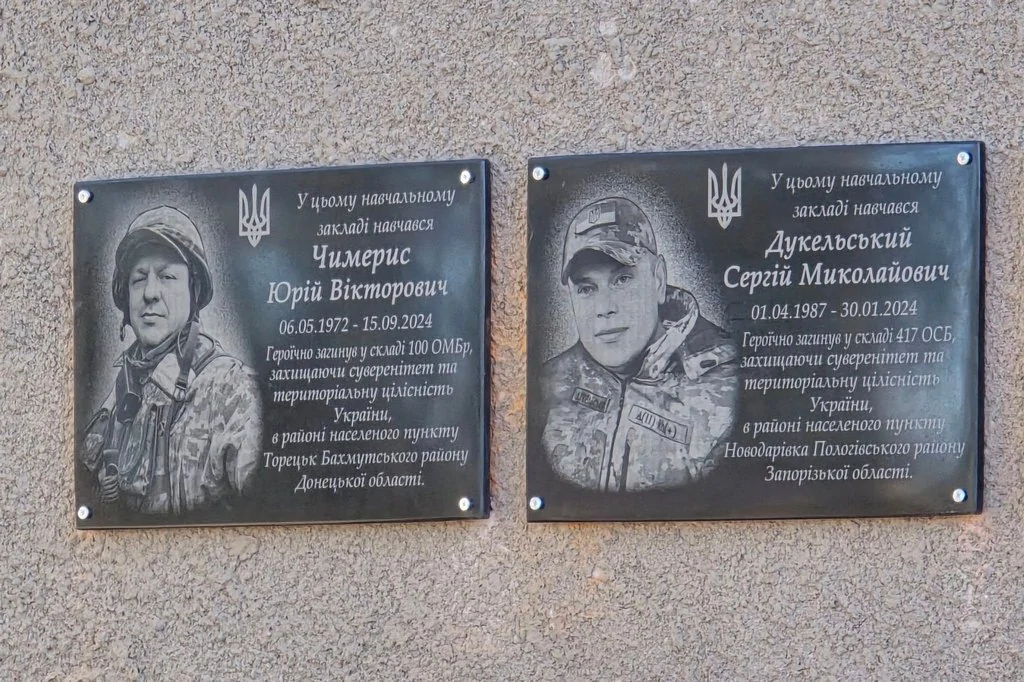 У цьому навчальному
закладі навчався
Чимерис
Юрій Вікторович
06.05.1972 - 15.09.2024
Героїчно загинув у складі 100 ОМБр,
захищаючи суверенітет та
територіальну цілісність
України,
в районі населеного пункту
Торецьк Бахмутського району
Донецької області.
У цьому навчальному
закладі навчався
Дукельський
Сергій Миколайович
01.04.1987 - 30.01.2024
Героїчно загинув у складі 417 ОСБ,
захищаючи суверенітет та
територіальну цілісність
України,
в районі населеного пункту
Новодарівка Пологівського району
Запорізької області.